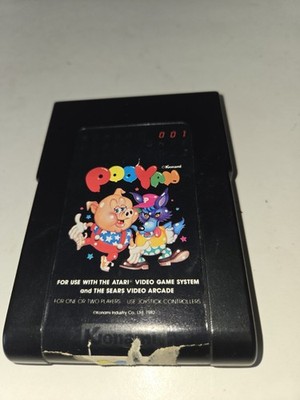 001
Konami
POOYAN
FOR USE WITH THE ATARI® VIDEO GAME SYSTEM
and THE SEARS VIDEO ARCADE
FOR ONE OR TWO PLAYERS USE JOYSTICK CONTROLLERS
©Konami Industry Co., Ltd. 1982
Konami